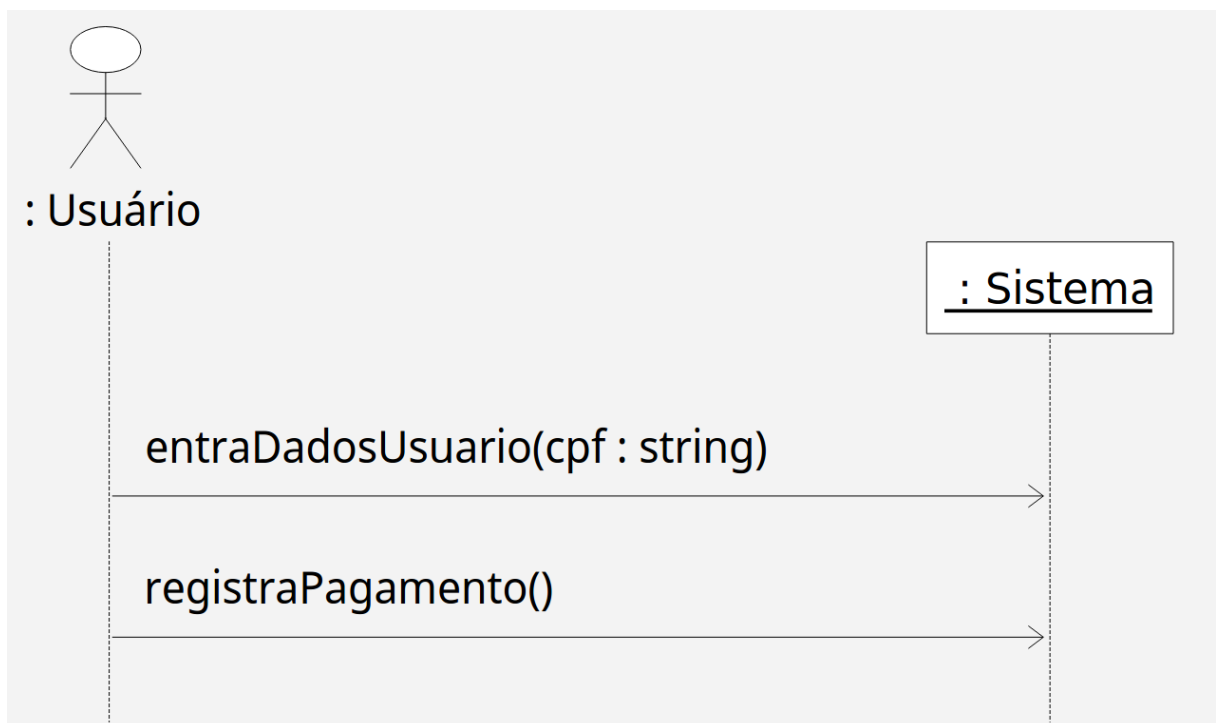 : Usuário
: Sistema
entraDadosUsuario(cpf : string)
registraPagamento()